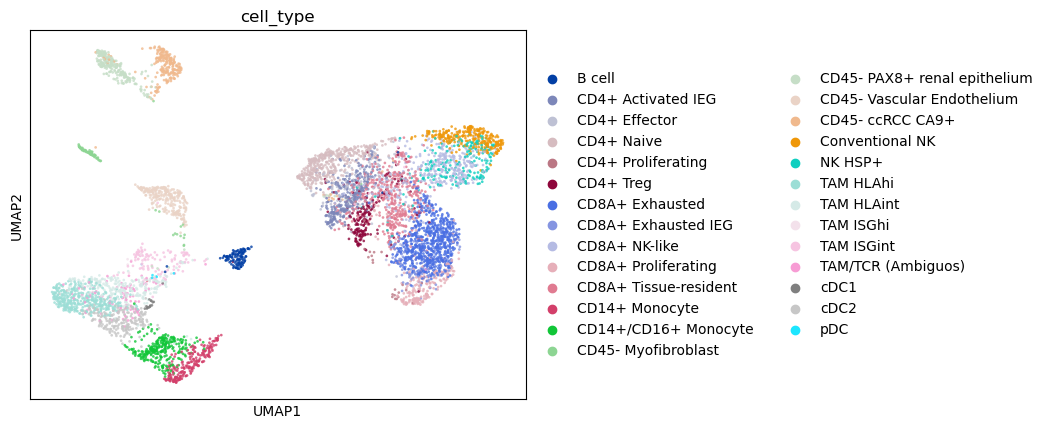 cell_type
UMAP2
UMAP1
B cell
CD4+ Activated IEG
CD4+ Effector
CD4+ Naive
CD4+ Proliferating
CD4+ Treg
CD8A+ Exhausted
CD8A+ Exhausted IEG
CD8A+ NK-like
CD8A+ Proliferating
CD8A+ Tissue-resident
CD14+ Monocyte
CD14+/CD16+ Monocyte
CD45- Myofibroblast
CD45- PAX8+ renal epithelium
CD45- Vascular Endothelium
CD45- ccRCC CA9+
Conventional NK
NK HSP+
TAM HLAhi
TAM HLAint
TAM ISGhi
TAM ISGint
TAM/TCR (Ambiguos)
cDC1
cDC2
pDC